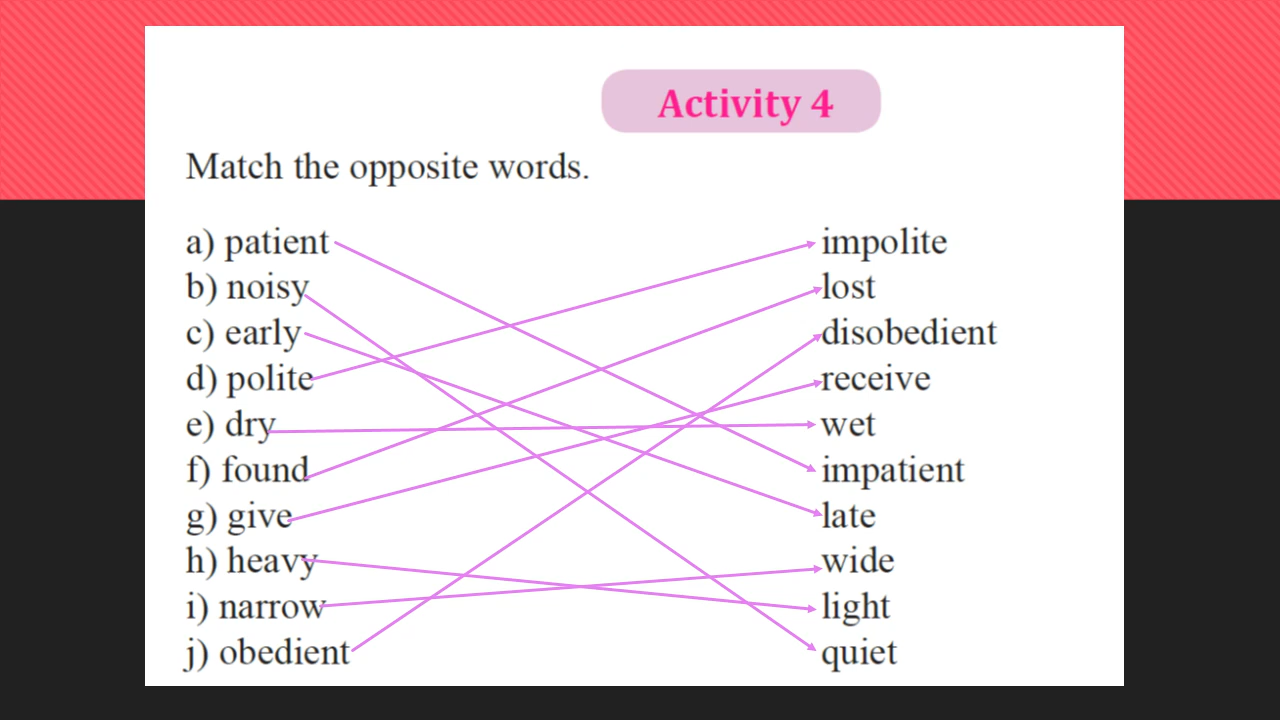 Activity 4
Match the opposite words.
a) patient impolite
b) noisy lost
c) early disobedient
d) polite receive
e) dry wet
f) found impatient
g) give late
h) heavy wide
i) narrow light
j) obedient quiet